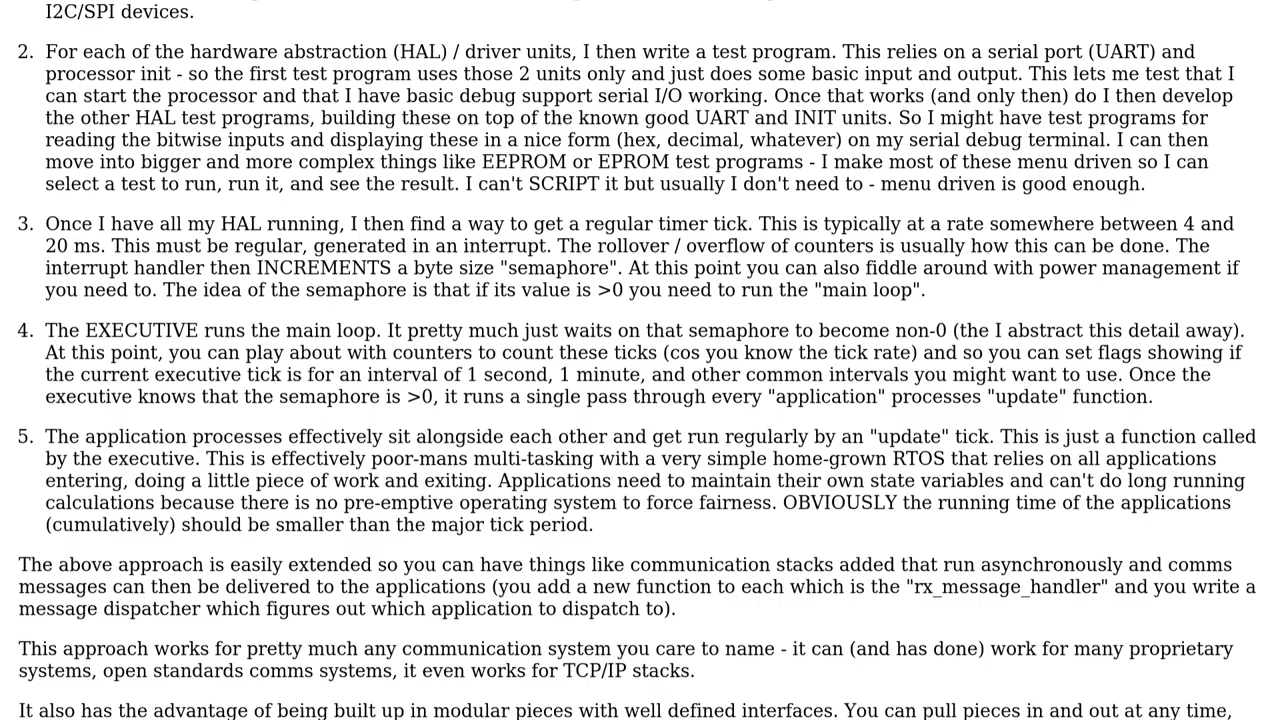 I2C/SPI devices.
2. For each of the hardware abstraction (HAL) / driver units, I then write a test program. This relies on a serial port (UART) and
processor init - so the first test program uses those 2 units only and just does some basic input and output. This lets me test that I
can start the processor and that I have basic debug support serial I/O working. Once that works (and only then) do I then develop
the other HAL test programs, building these on top of the known good UART and INIT units. So I might have test programs for
reading the bitwise inputs and displaying these in a nice form (hex, decimal, whatever) on my serial debug terminal. I can then
move into bigger and more complex things like EEPROM or EPROM test programs - I make most of these menu driven so I can
select a test to run, run it, and see the result. I can't SCRIPT it but usually I don't need to - menu driven is good enough.
3. Once I have all my HAL running, I then find a way to get a regular timer tick. This is typically at a rate somewhere between 4 and
20 ms. This must be regular, generated in an interrupt. The rollover / overflow of counters is usually how this can be done. The
interrupt handler then INCREMENTS a byte size "semaphore". At this point you can also fiddle around with power management if
you need to. The idea of the semaphore is that if its value is >0 you need to run the "main loop".
4. The EXECUTIVE runs the main loop. It pretty much just waits on that semaphore to become non-0 (the I abstract this detail away).
At this point, you can play about with counters to count these ticks (cos you know the tick rate) and so you can set flags showing if
the current executive tick is for an interval of 1 second, 1 minute, and other common intervals you might want to use. Once the
executive knows that the semaphore is >0, it runs a single pass through every "application" processes "update" function.
5. The application processes effectively sit alongside each other and get run regularly by an "update" tick. This is just a function called
by the executive. This is effectively poor-mans multi-tasking with a very simple home-grown RTOS that relies on all applications
entering, doing a little piece of work and exiting. Applications need to maintain their own state variables and can't do long running
calculations because there is no pre-emptive operating system to force fairness. OBVIOUSLY the running time of the applications
(cumulatively) should be smaller than the major tick period.
The above approach is easily extended so you can have things like communication stacks added that run asynchronously and comms
messages can then be delivered to the applications (you add a new function to each which is the "rx_message_handler" and you write a
message dispatcher which figures out which application to dispatch to).
This approach works for pretty much any communication system you care to name - it can (and has done) work for many proprietary
systems, open standards comms systems, it even works for TCP/IP stacks.
It also has the advantage of being built up in modular pieces with well defined interfaces. You can pull pieces in and out at any time,